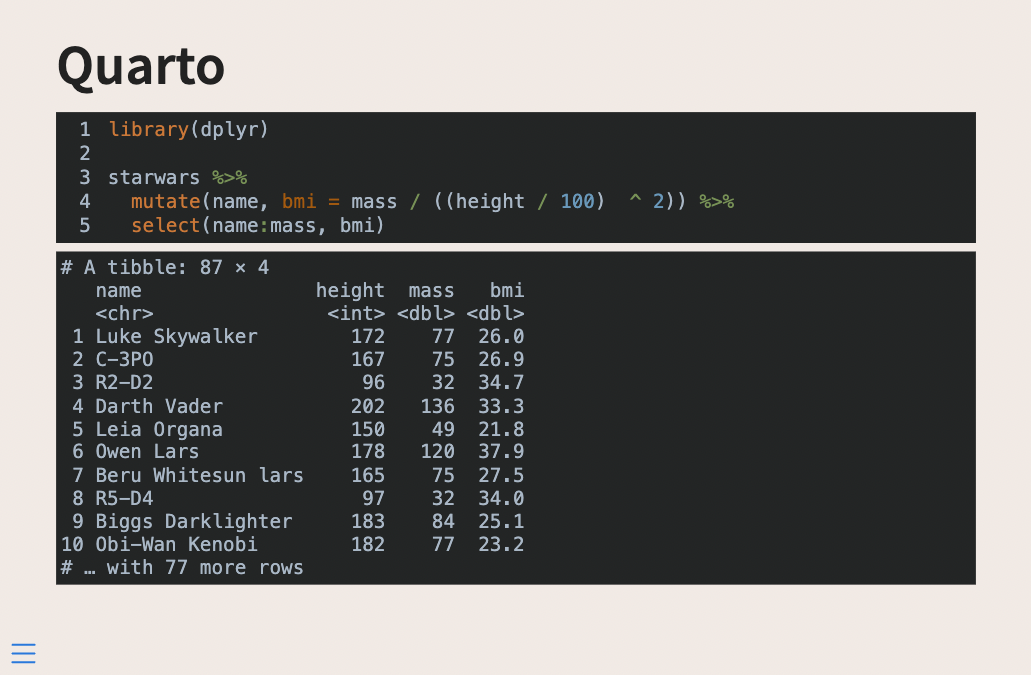 Quarto
1 library(dplyr)
2
3 starwars %>%
4   mutate(name, bmi = mass / ((height / 100)  ^ 2)) %>%
5   select(name:mass, bmi)
# A tibble: 87 × 4
   name               height  mass   bmi
   <chr>               <int> <dbl> <dbl>
 1 Luke Skywalker        172    77  26.0
 2 C-3PO                 167    75  26.9
 3 R2-D2                  96    32  34.7
 4 Darth Vader           202   136  33.3
 5 Leia Organa           150    49  21.8
 6 Owen Lars             178   120  37.9
 7 Beru Whitesun lars    165    75  27.5
 8 R5-D4                  97    32  34.0
 9 Biggs Darklighter     183    84  25.1
10 Obi-Wan Kenobi        182    77  23.2
# … with 77 more rows